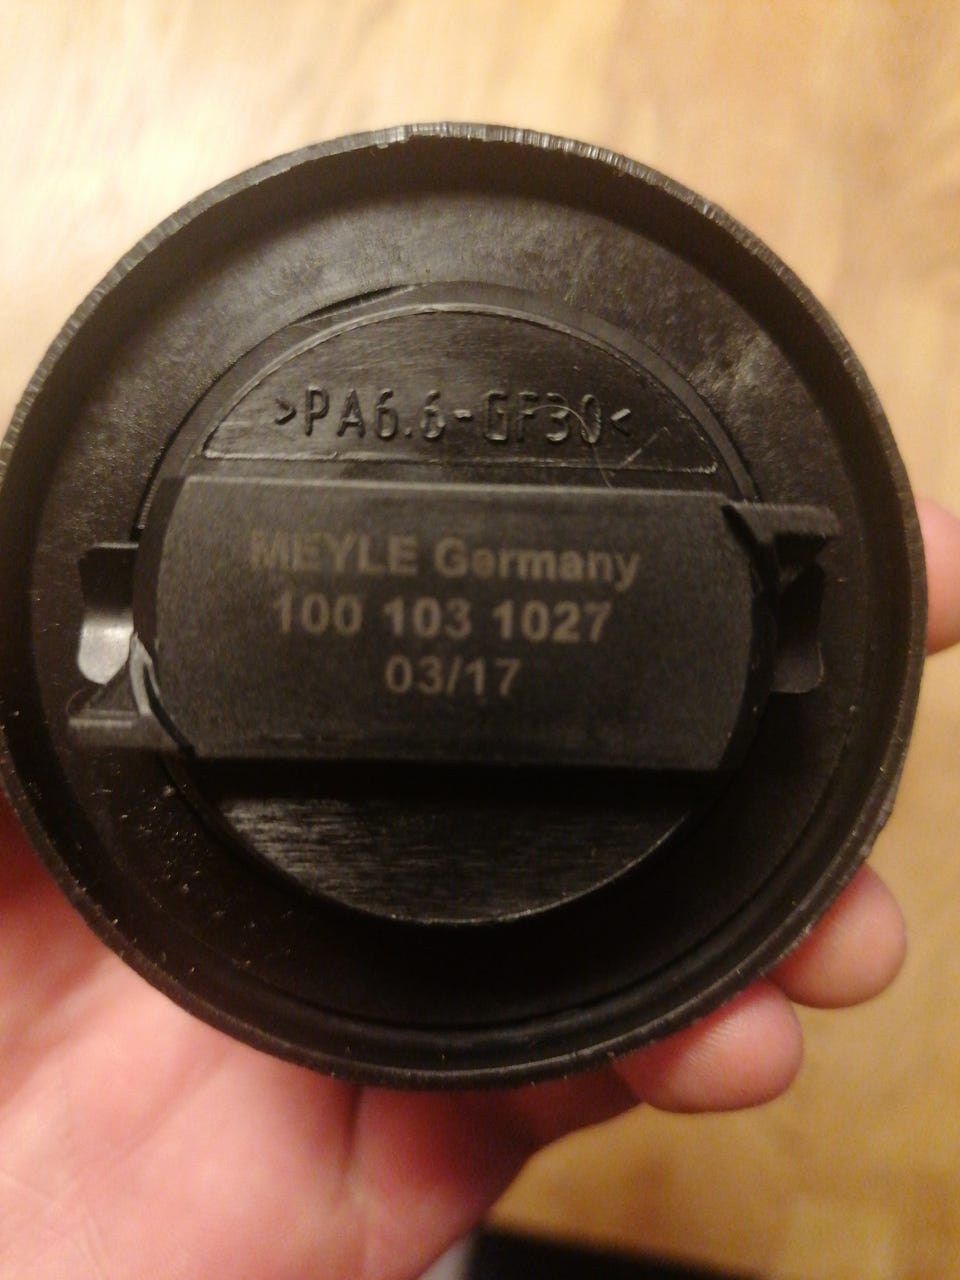 >PA6.6-GF30<
MEYLE Germany
100 103 1027
03/17